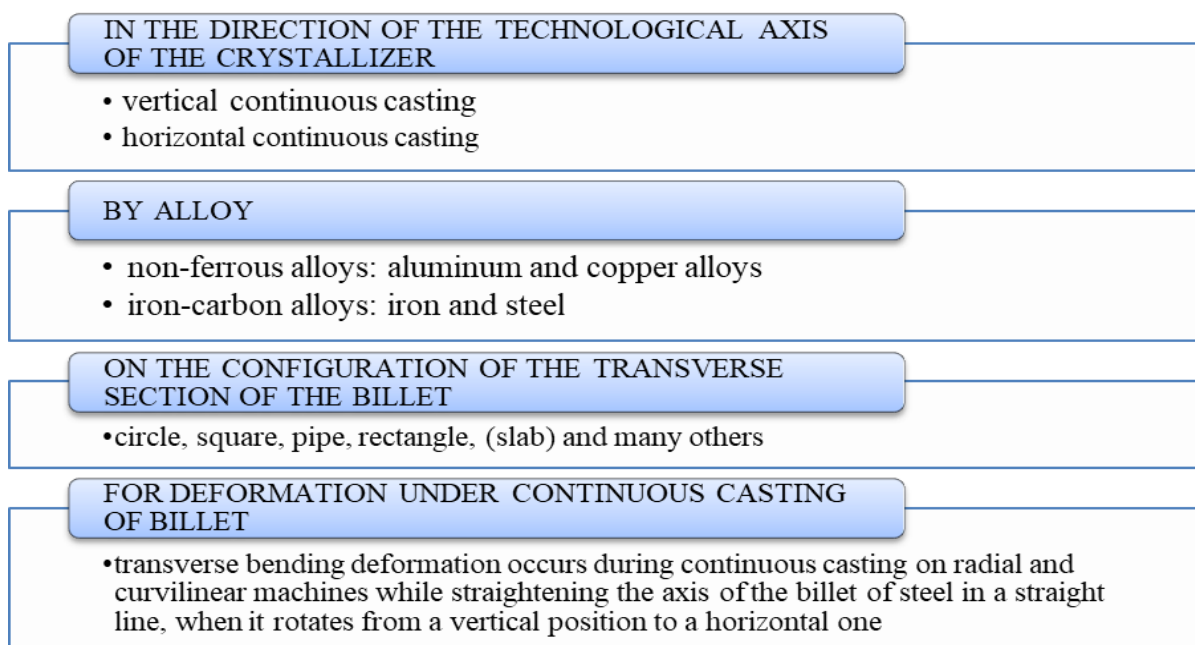 IN THE DIRECTION OF THE TECHNOLOGICAL AXIS
OF THE CRYSTALLIZER
• vertical continuous casting
• horizontal continuous casting
BY ALLOY
• non-ferrous alloys: aluminum and copper alloys
• iron-carbon alloys: iron and steel
ON THE CONFIGURATION OF THE TRANSVERSE
SECTION OF THE BILLET
•circle, square, pipe, rectangle, (slab) and many others
FOR DEFORMATION UNDER CONTINUOUS CASTING
OF BILLET
•transverse bending deformation occurs during continuous casting on radial and
curvilinear machines while straightening the axis of the billet of steel in a straight
line, when it rotates from a vertical position to a horizontal one